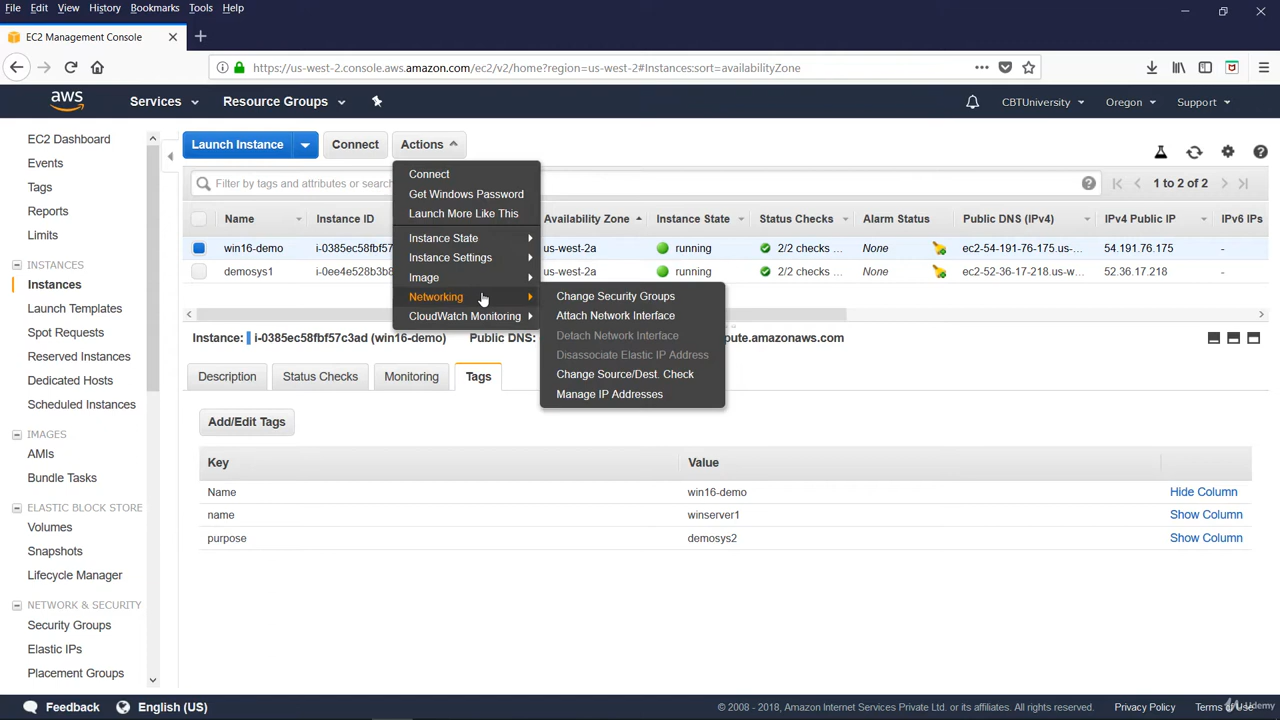 File Edit View History Bookmarks Tools Help
EC2 Management Console
https://us-west-2.console.aws.amazon.com/ec2/v2/home?region=us-west-2#Instances:sort=availabilityZone
aws Services Resource Groups CBTUniversity Oregon Support
EC2 Dashboard
Events
Tags
Reports
Limits
INSTANCES
Instances
Launch Templates
Spot Requests
Reserved Instances
Dedicated Hosts
Scheduled Instances
IMAGES
AMIs
Bundle Tasks
ELASTIC BLOCK STORE
Volumes
Snapshots
Lifecycle Manager
NETWORK & SECURITY
Security Groups
Elastic IPs
Placement Groups
Launch Instance Connect Actions
Filter by tags and attributes or search 1 to 2 of 2
Name Instance ID Availability Zone Instance State Status Checks Alarm Status Public DNS (IPv4) IPv4 Public IP IPv6 IPs
win16-demo i-0385ec58fbf57 us-west-2a running 2/2 checks ... None ec2-54-191-76-175.us-... 54.191.76.175 -
demosys1 i-0ee4e528b3b8 us-west-2a running 2/2 checks ... None ec2-52-36-17-218.us-w... 52.36.17.218 -
Connect
Get Windows Password
Launch More Like This
Instance State
Instance Settings
Image
Networking
CloudWatch Monitoring
Change Security Groups
Attach Network Interface
Detach Network Interface
Disassociate Elastic IP Address
Change Source/Dest. Check
Manage IP Addresses
Instance: i-0385ec58fbf57c3ad (win16-demo) Public DNS: pute.amazonaws.com
Description Status Checks Monitoring Tags
Add/Edit Tags
Key Value
Name win16-demo Hide Column
name winserver1 Show Column
purpose demosys2 Show Column
Feedback English (US) © 2008 - 2018, Amazon Internet Services Private Ltd. or its affiliates. All rights reserved. Privacy Policy Terms of Use
Udemy